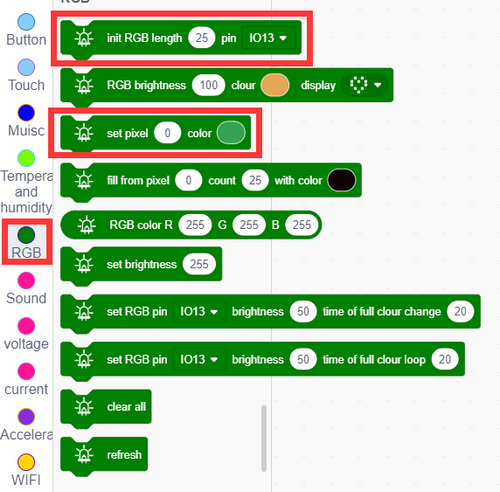 RGB
Button
Touch
Muisc
Tempera
and
humidity
RGB
Sound
voltage
current
Accelera
WIFI
init RGB length 25 pin IO13
RGB brightness 100 clour display
set pixel 0 color
fill from pixel 0 count 25 with color
RGB color R 255 G 255 B 255
set brightness 255
set RGB pin IO13 brightness 50 time of full clour change 20
set RGB pin IO13 brightness 50 time of full clour loop 20
clear all
refresh